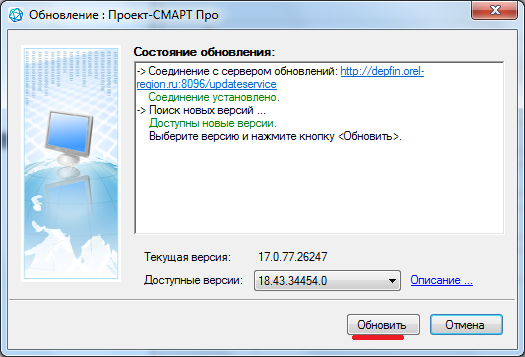 Обновление : Проект-СМАРТ Про
Состояние обновления:
-> Соединение с сервером обновлений: http://depfin.orel-
region.ru:8096/updateservice
Соединение установлено.
-> Поиск новых версий ...
Доступны новые версии.
Выберите версию и нажмите кнопку <Обновить>.
Текущая версия: 17.0.77.26247
Доступные версии: 18.43.34454.0 Описание ...
Обновить Отмена